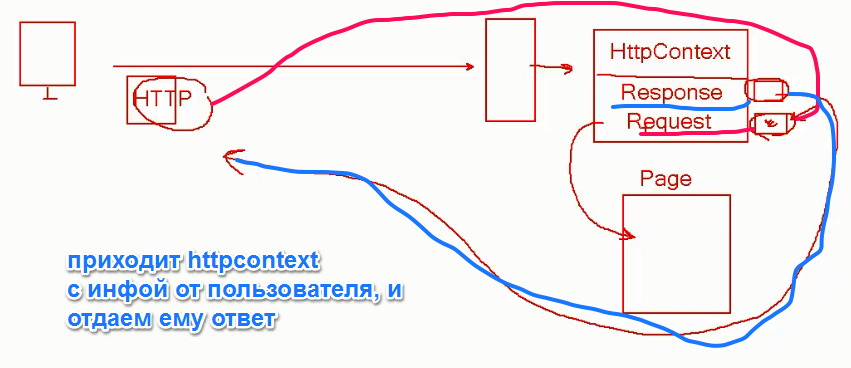 HttpContext
HTTP
Response
Request
Page
приходит httpcontext
с инфой от пользователя, и
отдаем ему ответ